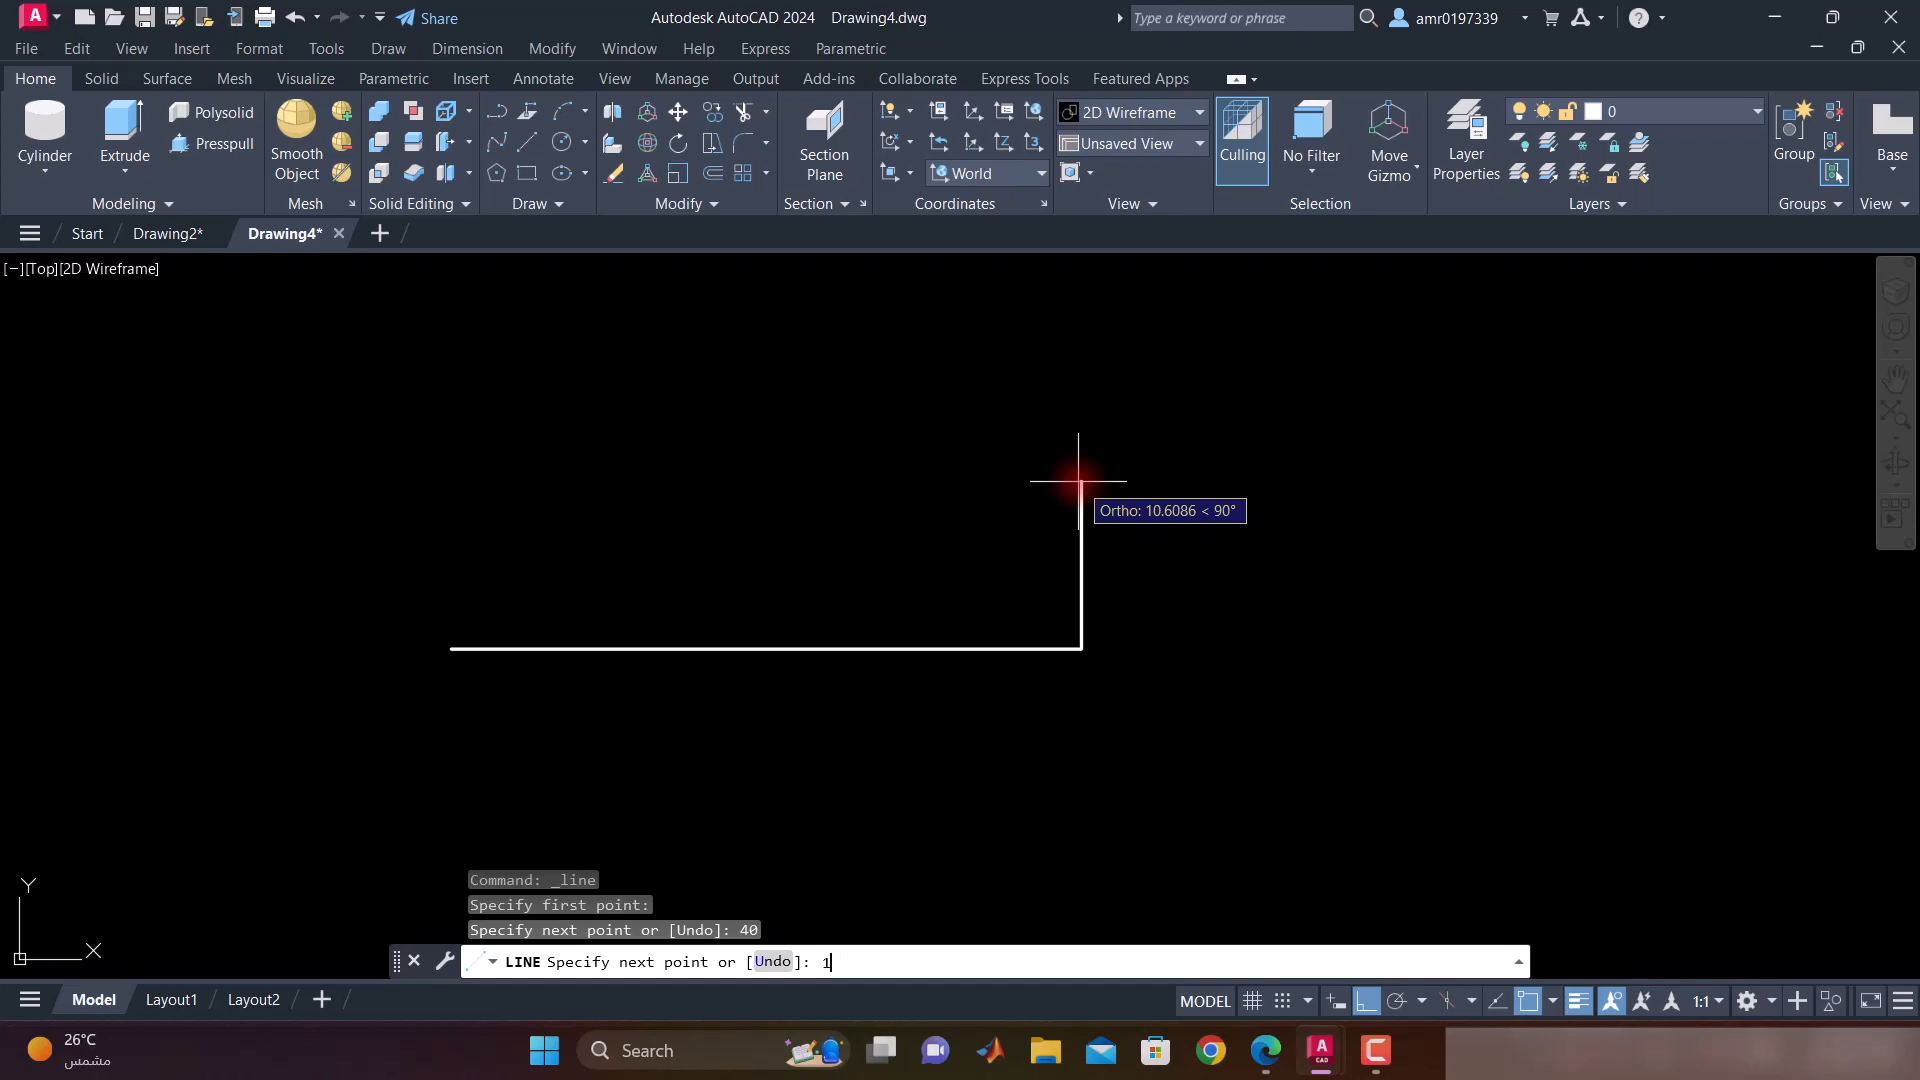 Share
Autodesk AutoCAD 2024 Drawing4.dwg
Type a keyword or phrase
amr0197339
File Edit View Insert Format Tools Draw Dimension Modify Window Help Express Parametric
Home Solid Surface Mesh Visualize Parametric Insert Annotate View Manage Output Add-ins Collaborate Express Tools Featured Apps
Cylinder
Extrude
Polysolid
Presspull
Smooth
Object
Section
Plane
World
2D Wireframe
Unsaved View
Culling
No Filter
Move
Gizmo
Layer
Properties
0
Group
Base
Modeling Mesh Solid Editing Draw Modify Section Coordinates View Selection Layers Groups View
Start Drawing2* Drawing4*
[−][Top][2D Wireframe]
Ortho: 10.6086 < 90°
Y
X
Command: _line
Specify first point:
Specify next point or [Undo]: 40
LINE Specify next point or [Undo]: 1
Model Layout1 Layout2
MODEL
1:1
26°C
مشمس
Search
A
CAD